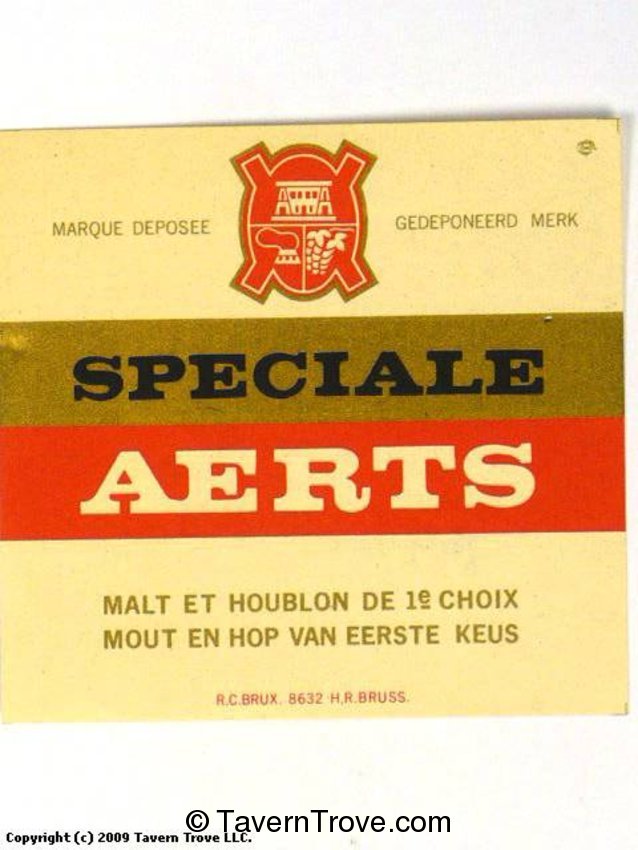 MARQUE DEPOSEE GEDEPONEERD MERK
SPECIALE
AERTS
MALT ET HOUBLON DE 1e CHOIX
MOUT EN HOP VAN EERSTE KEUS
R.C.BRUX. 8632 H.R.BRUSS.
© TavernTrove.com
Copyright (c) 2009 Tavern Trove LLC.